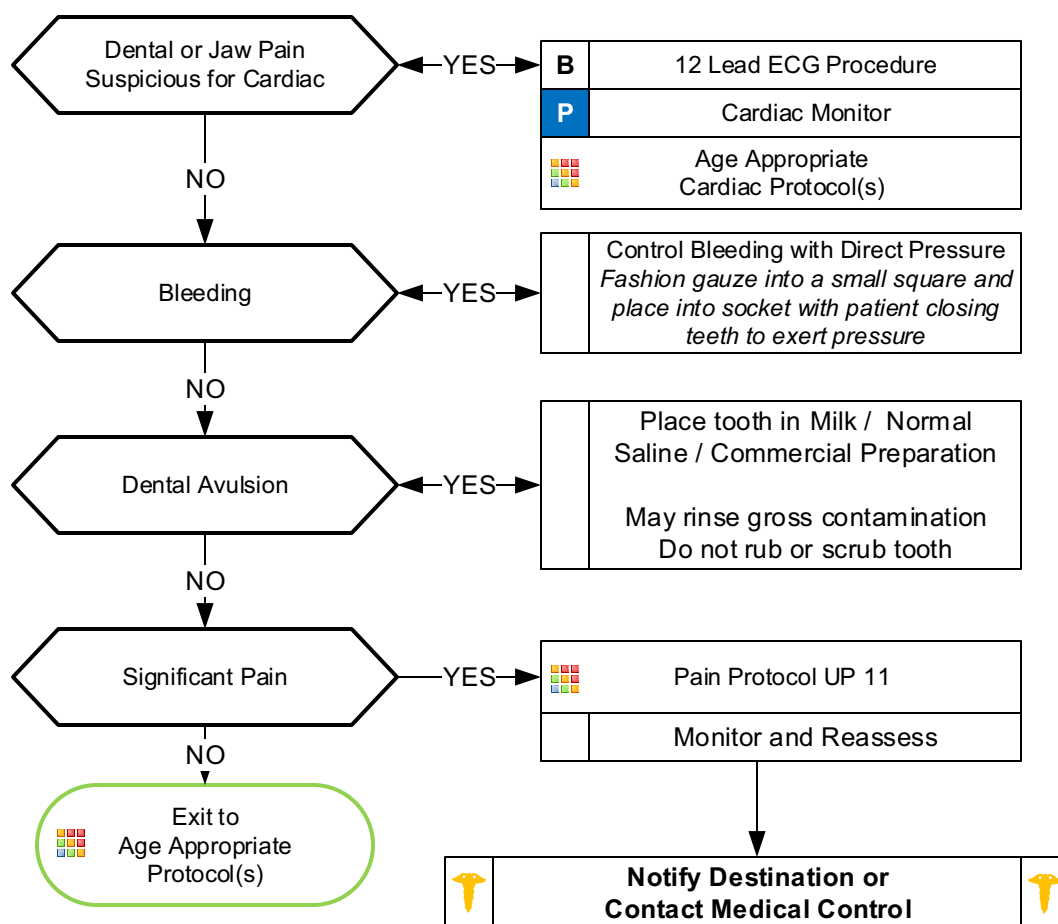 Dental or Jaw Pain
Suspicious for Cardiac
YES
B
12 Lead ECG Procedure
P
Cardiac Monitor
Age Appropriate
Cardiac Protocol(s)
NO
Bleeding
YES
Control Bleeding with Direct Pressure
Fashion gauze into a small square and
place into socket with patient closing
teeth to exert pressure
NO
Dental Avulsion
YES
Place tooth in Milk / Normal
Saline / Commercial Preparation
May rinse gross contamination
Do not rub or scrub tooth
NO
Significant Pain
YES
Pain Protocol UP 11
Monitor and Reassess
NO
Exit to
Age Appropriate
Protocol(s)
Notify Destination or
Contact Medical Control